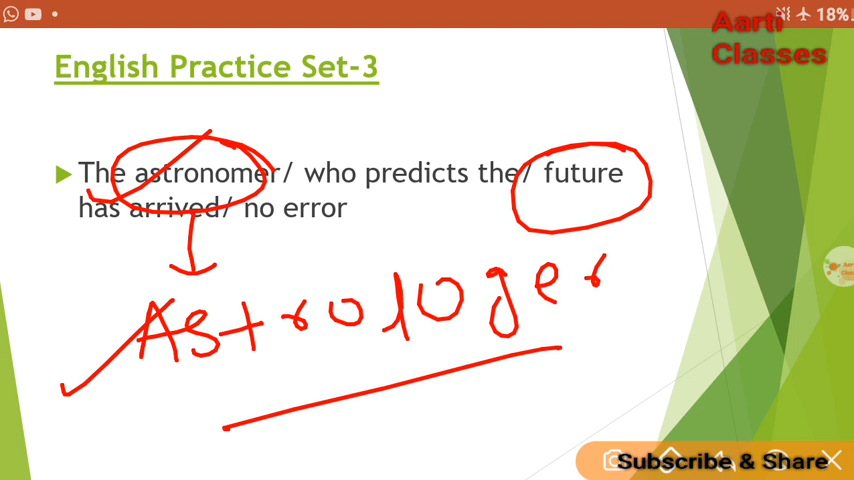 18%
Aarti
Classes
English Practice Set-3
The astronomer/ who predicts the/ future
has arrived/ no error
Astrologer
Subscribe & Share